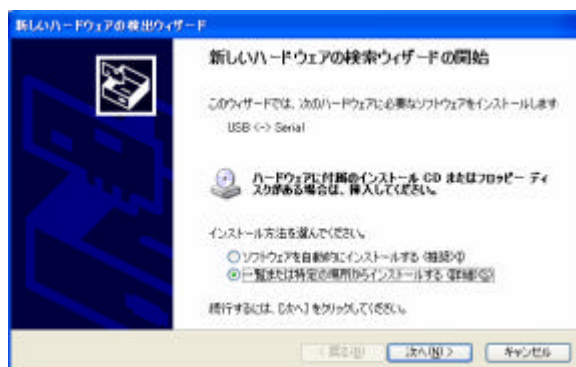 新しいハードウェアの検出ウィザード
新しいハードウェアの検索ウィザードの開始
このウィザードでは、次のハードウェアに必要なソフトウェアをインストールします
USB <-> Serial
ハードウェアに付属のインストール CD またはフロッピー ディ
スクがある場合は、挿入してください。
インストール方法を選んでください。
ソフトウェアを自動的にインストールする (推奨)(I)
一覧または特定の場所からインストールする (詳細)(S)
続行するには、[次へ] をクリックしてください。
< 戻る(B)
次へ(N) >
キャンセル